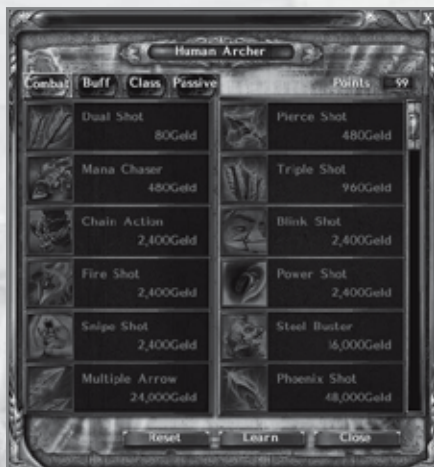 X
Human Archer
Combat Buff Class Passive Points 99
Dual Shot
80Geld
Pierce Shot
480Geld
Mana Chaser
480Geld
Triple Shot
960Geld
Chain Action
2,400Geld
Blink Shot
2,400Geld
Fire Shot
2,400Geld
Power Shot
2,400Geld
Snipe Shot
2,400Geld
Steel Buster
16,000Geld
Multiple Arrow
24,000Geld
Phoenix Shot
48,000Geld
Reset Learn Close